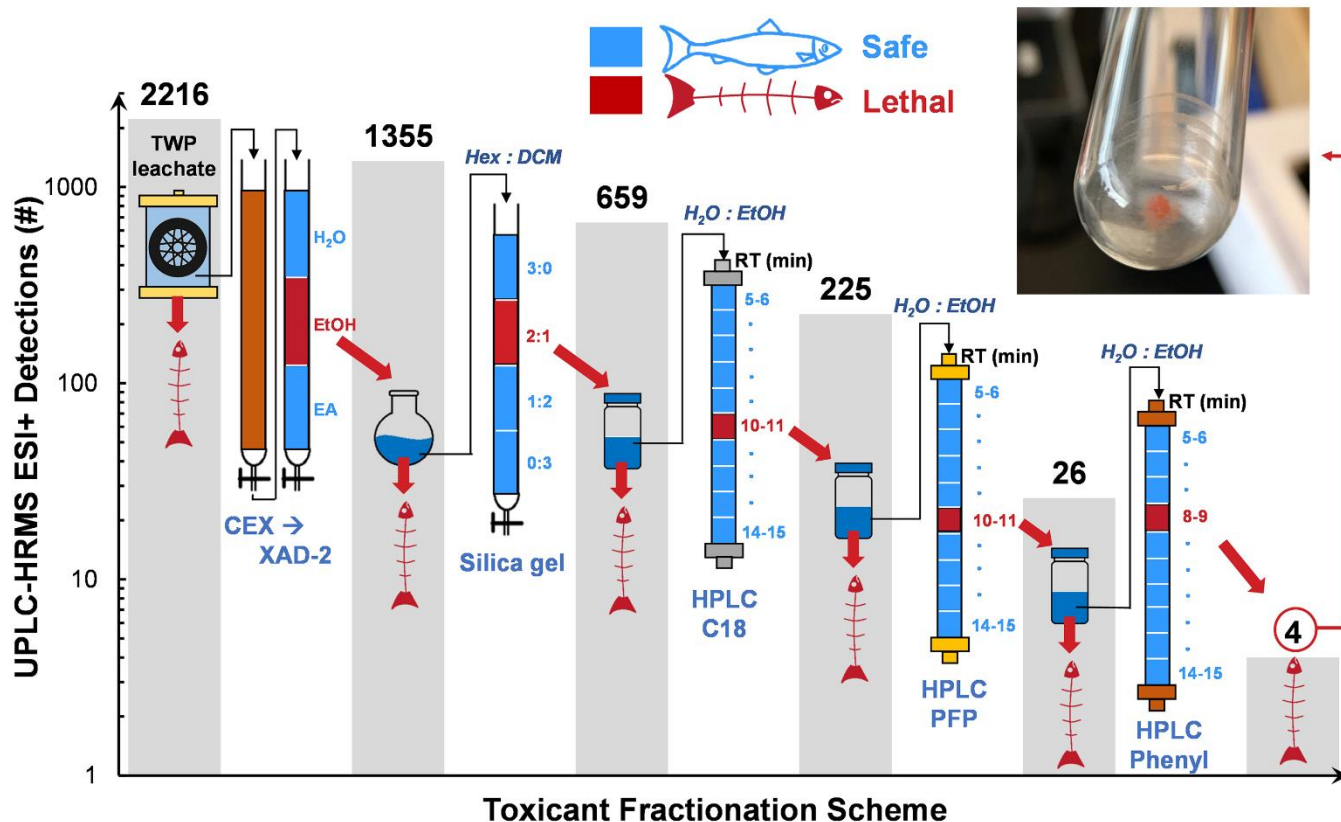 Safe
Lethal
UPLC-HRMS ESI+ Detections (#)
1000
100
10
1
2216
TWP
leachate
H₂O
EtOH
EA
CEX →
XAD-2
1355
Hex : DCM
3:0
2:1
1:2
0:3
Silica gel
659
H₂O : EtOH
RT (min)
5-6
10-11
14-15
HPLC
C18
225
H₂O : EtOH
RT (min)
5-6
10-11
14-15
HPLC
PFP
26
H₂O : EtOH
RT (min)
5-6
8-9
14-15
HPLC
Phenyl
4
Toxicant Fractionation Scheme